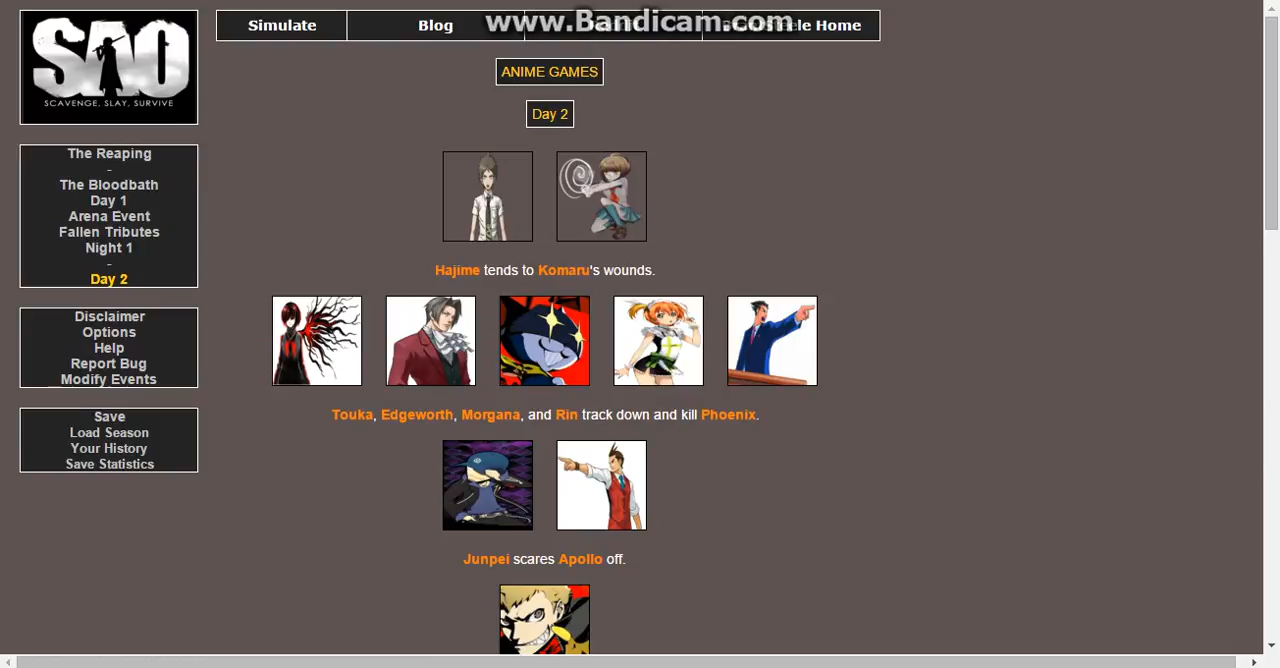 www.Bandicam.com
SAO
SCAVENGE, SLAY, SURVIVE
Simulate
Blog
Home
ANIME GAMES
Day 2
The Reaping
-
The Bloodbath
Day 1
Arena Event
Fallen Tributes
Night 1
-
Day 2
Disclaimer
Options
Help
Report Bug
Modify Events
Save
Load Season
Your History
Save Statistics
Hajime tends to Komaru's wounds.
Touka, Edgeworth, Morgana, and Rin track down and kill Phoenix.
Junpei scares Apollo off.